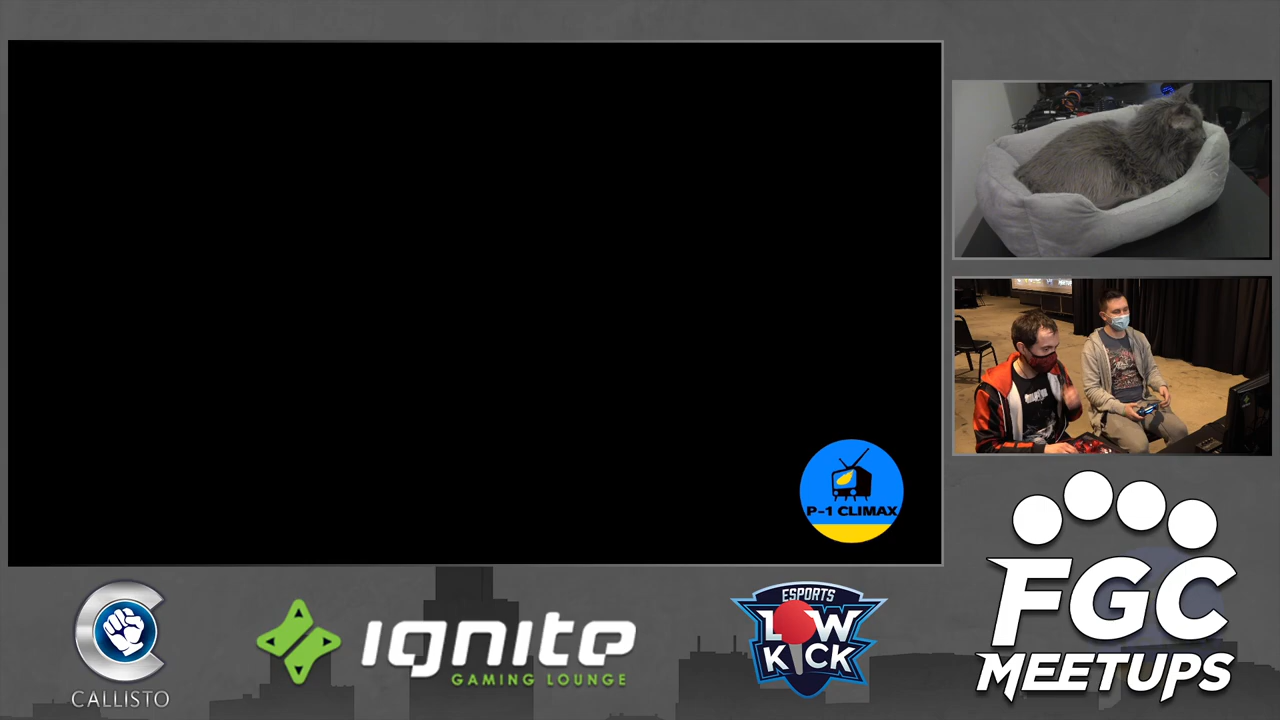 P-1 CLIMAX
CALLISTO
ignite
GAMING LOUNGE
ESPORTS
LOW
KICK
FGC
MEETUPS